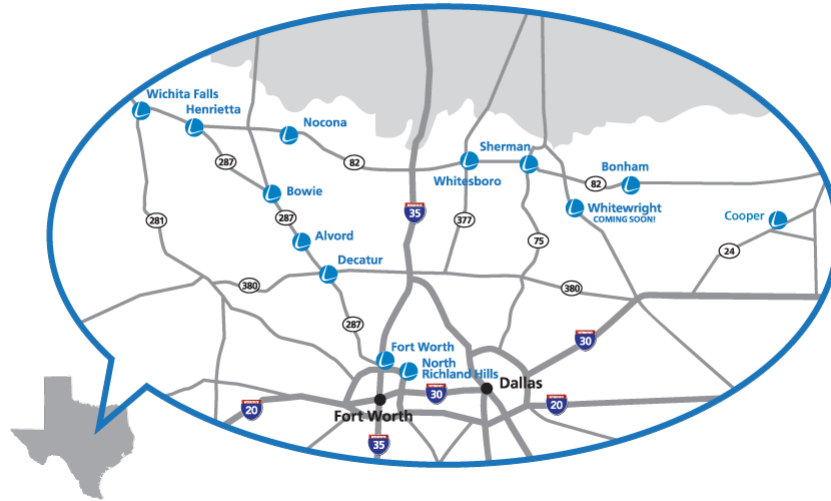 Wichita Falls
Henrietta
Nocona
Sherman
287
82
Whitesboro
Bonham
82
Bowie
281
287
35
377
Whitewright
COMING SOON!
Cooper
Alvord
75
24
Decatur
380
380
287
30
Fort Worth
North
Richland Hills
Dallas
30
20
20
Fort Worth
35